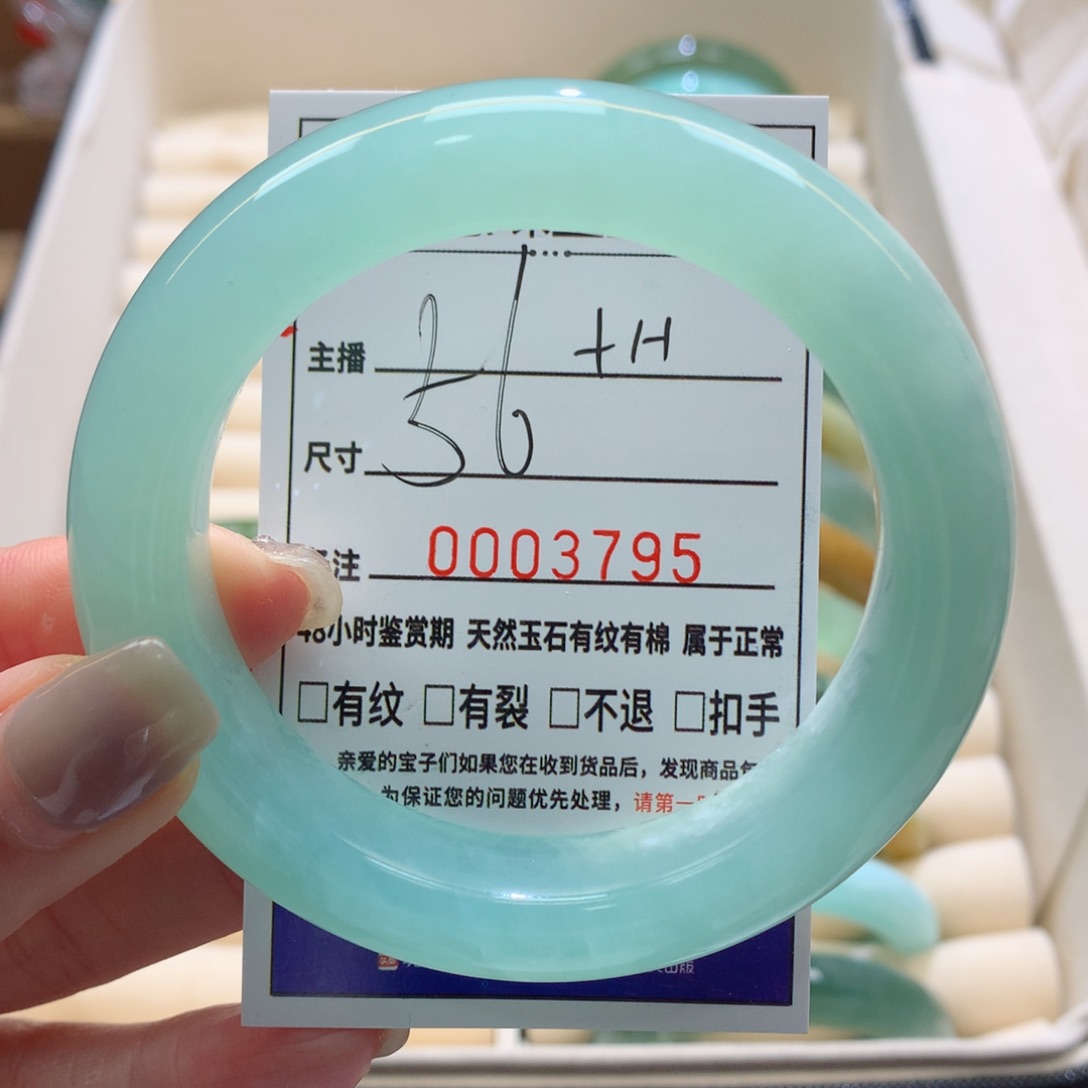 主播 +H
尺寸 56
注 0003795
48小时鉴赏期 天然玉石有纹有棉 属于正常
□有纹 □有裂 □不退 □扣手
亲爱的宝子们如果您在收到货品后，发现商品
为保证您的问题优先处理，请第一
出版